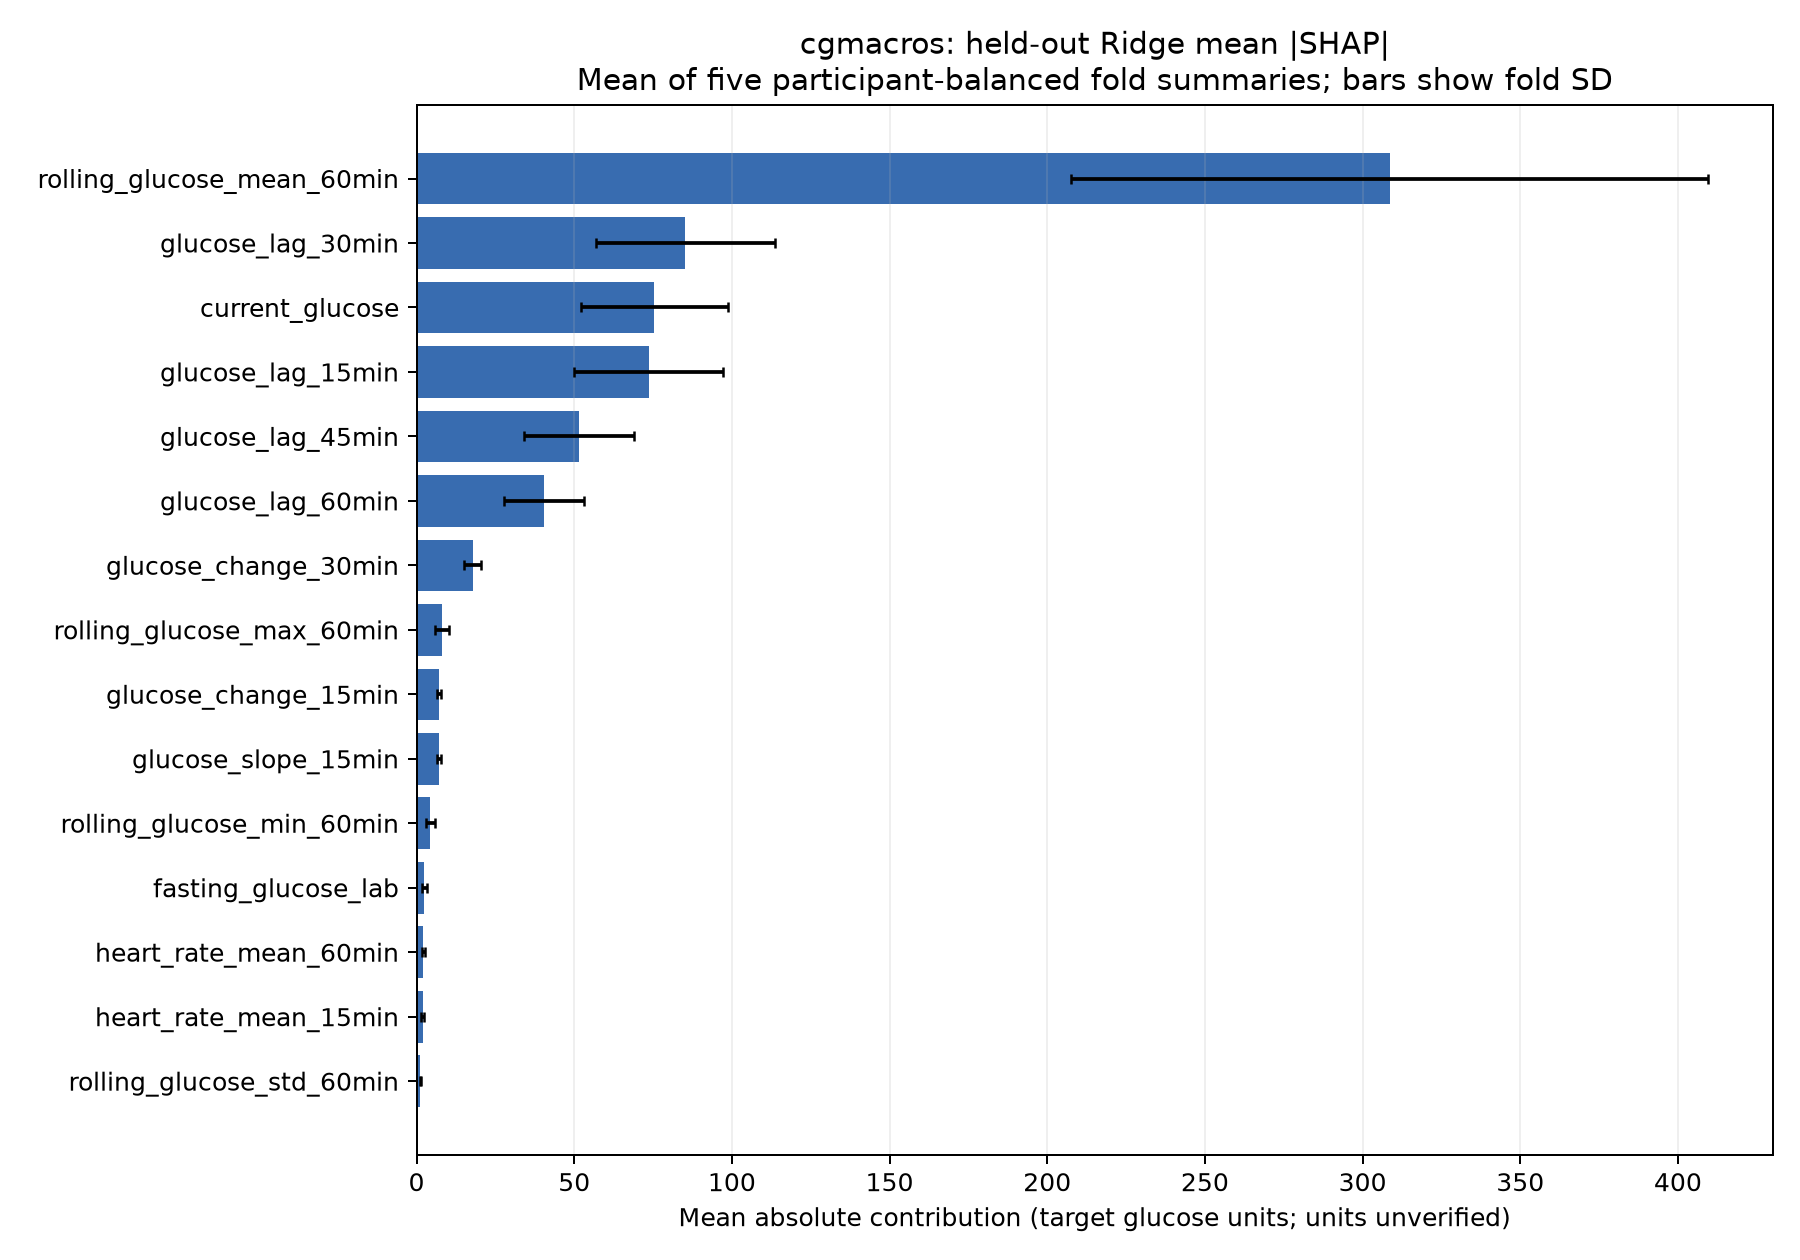 cgmacros: held-out Ridge mean |SHAP|
Mean of five participant-balanced fold summaries; bars show fold SD
rolling_glucose_mean_60min
glucose_lag_30min
current_glucose
glucose_lag_15min
glucose_lag_45min
glucose_lag_60min
glucose_change_30min
rolling_glucose_max_60min
glucose_change_15min
glucose_slope_15min
rolling_glucose_min_60min
fasting_glucose_lab
heart_rate_mean_60min
heart_rate_mean_15min
rolling_glucose_std_60min
0 50 100 150 200 250 300 350 400
Mean absolute contribution (target glucose units; units unverified)